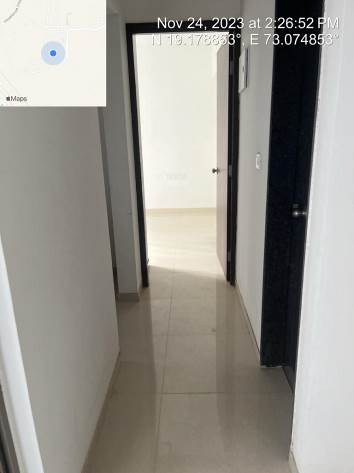 Nov 24, 2023 at 2:26:52 PM
N 19.178853°, E 73.074853°
Maps